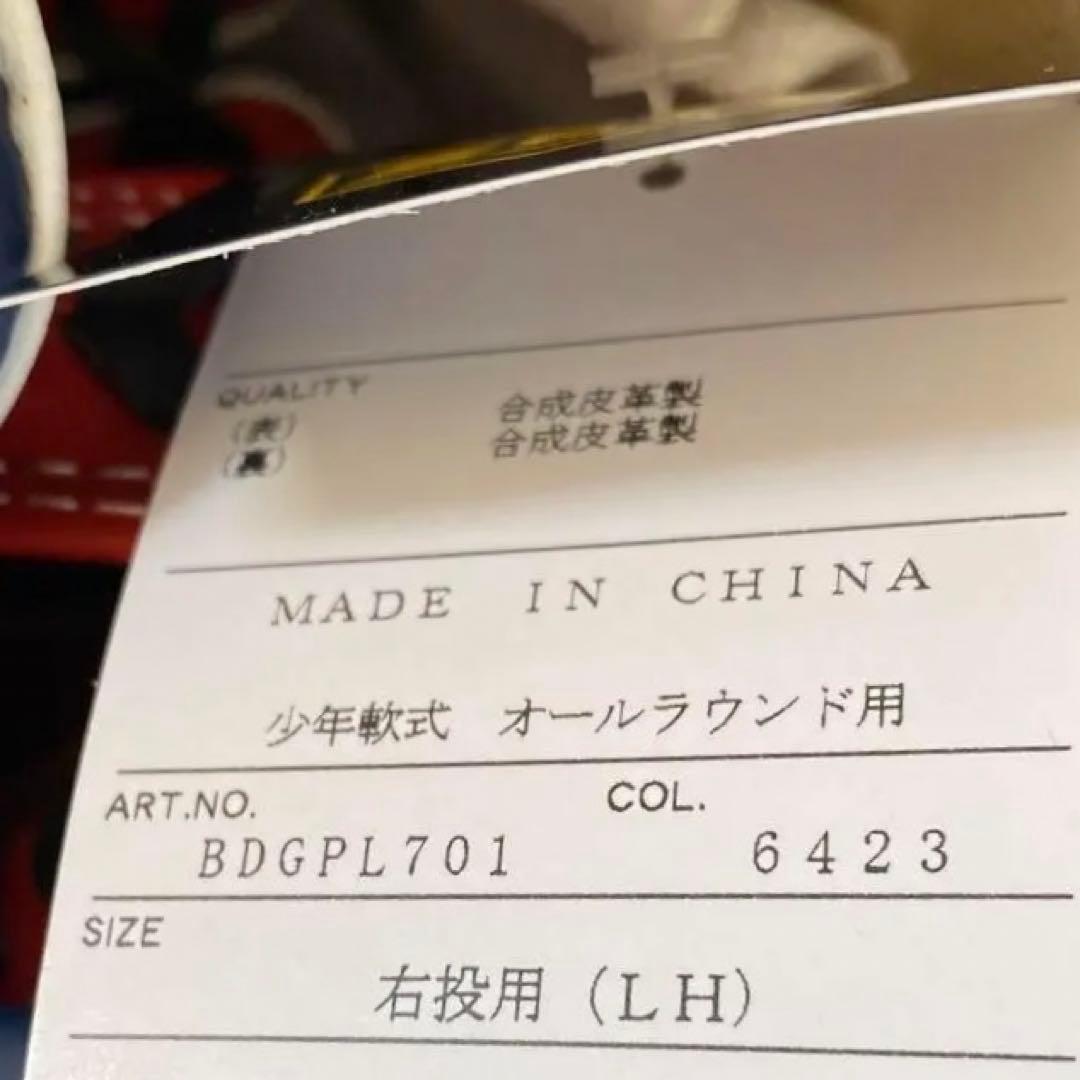 QUALITY
(表) 合成皮革製
(裏) 合成皮革製
MADE IN CHINA
少年軟式 オールラウンド用
ART.NO. COL.
BDGPL701 6423
SIZE
右投用 (LH)